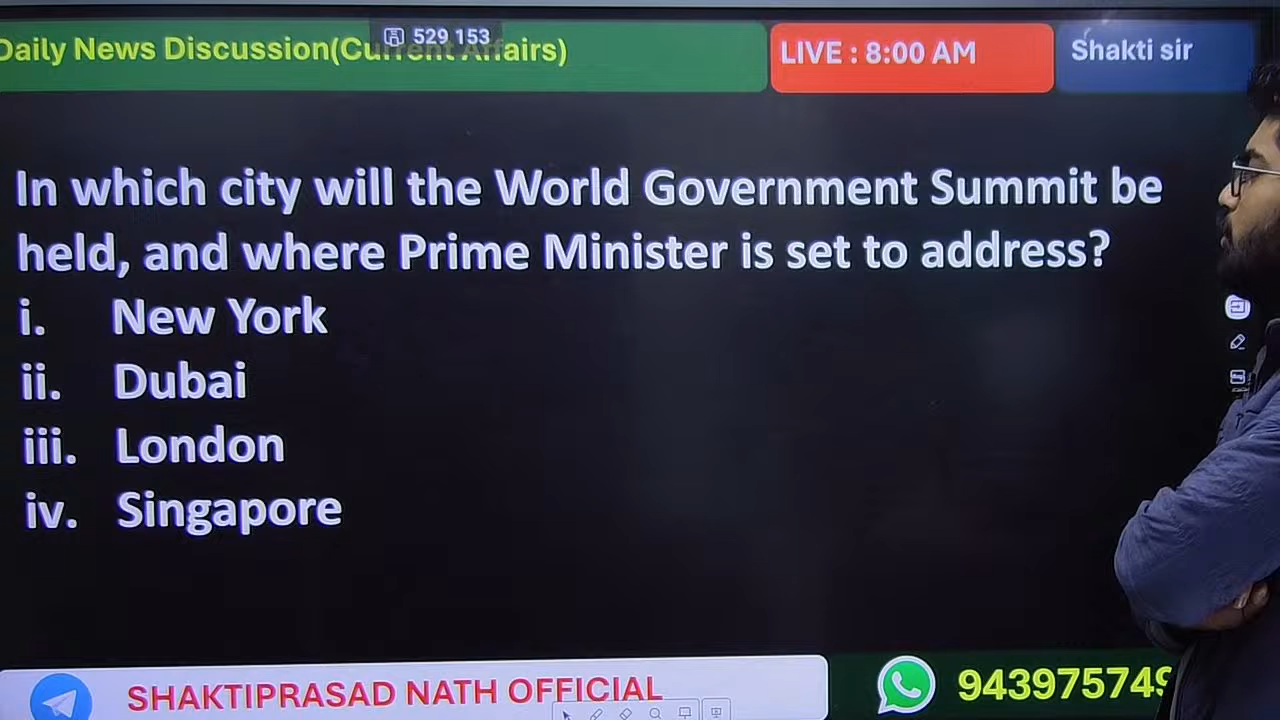 Daily News Discussion(Current Affairs)
529 153
LIVE : 8:00 AM
Shakti sir
In which city will the World Government Summit be
held, and where Prime Minister is set to address?
i. New York
ii. Dubai
iii. London
iv. Singapore
SHAKTIPRASAD NATH OFFICIAL
943975749